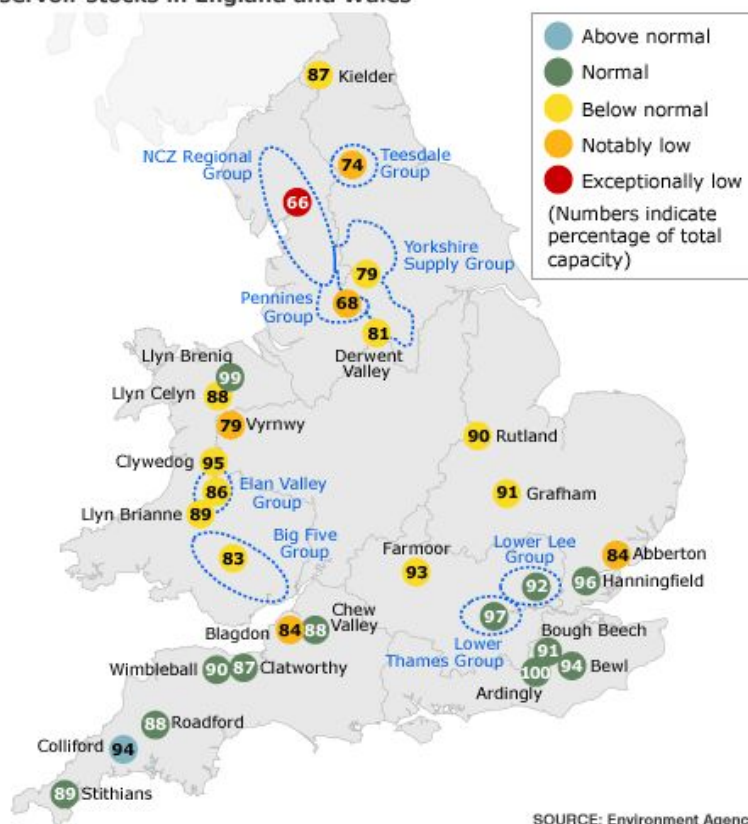 Above normal
Normal
Below normal
Notably low
Exceptionally low
(Numbers indicate
percentage of total
capacity)
87 Kielder
NCZ Regional
Group
66
74
Teesdale
Group
Yorkshire
Supply Group
79
Pennines
Group
68
81
Derwent
Valley
Llyn Brenig
99
Llyn Celyn 88
79 Vyrnwy
Clywedog 95
86
Elan Valley
Group
Llyn Brianne 89
Big Five
Group
83
90 Rutland
91 Grafham
Farmoor
93
Lower Lee
Group
92
84 Abberton
96 Hanningfield
97
Lower
Thames Group
Blagdon 84
88
Chew
Valley
Bough Beech
91
94 Bewl
100
Ardingly
Wimbleball 90
87 Clatworthy
88 Roadford
Colliford 94
89 Stithians
SOURCE: Environment Agenc